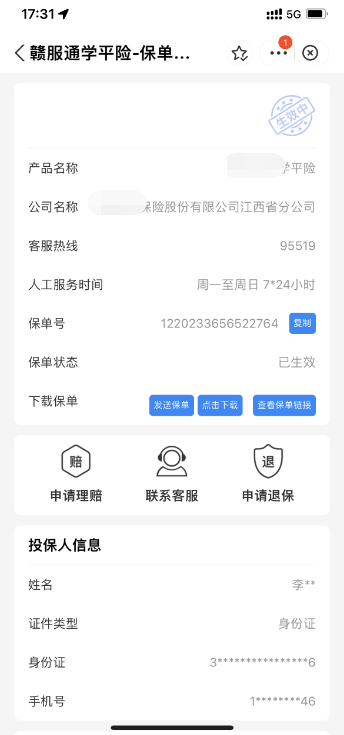 17:31
5G
赣服通学平险-保单...
1
生效中
产品名称
学平险
公司名称
保险股份有限公司江西省分公司
客服热线
95519
人工服务时间
周一至周日 7*24小时
保单号
1220233656522764
复制
保单状态
已生效
下载保单
发送保单
点击下载
查看保单链接
赔
退
申请理赔
联系客服
申请退保
投保人信息
姓名
李**
证件类型
身份证
身份证
3****************6
手机号
1********46